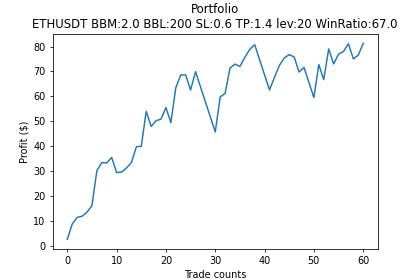 Portfolio
ETHUSDT BBM:2.0 BBL:200 SL:0.6 TP:1.4 lev:20 WinRatio:67.0
80
70
60
50
40
30
20
10
0
Profit ($)
0 10 20 30 40 50 60
Trade counts